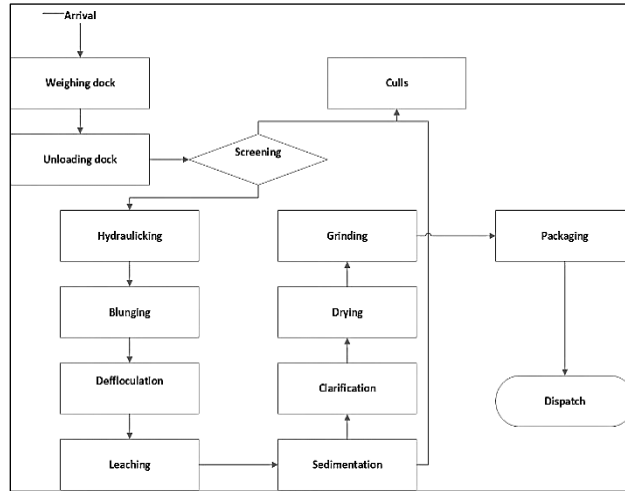 Arrival
Weighing dock
Culls
Unloading dock
Screening
Hydraulicking
Grinding
Packaging
Blunging
Drying
Deffloculation
Clarification
Dispatch
Leaching
Sedimentation